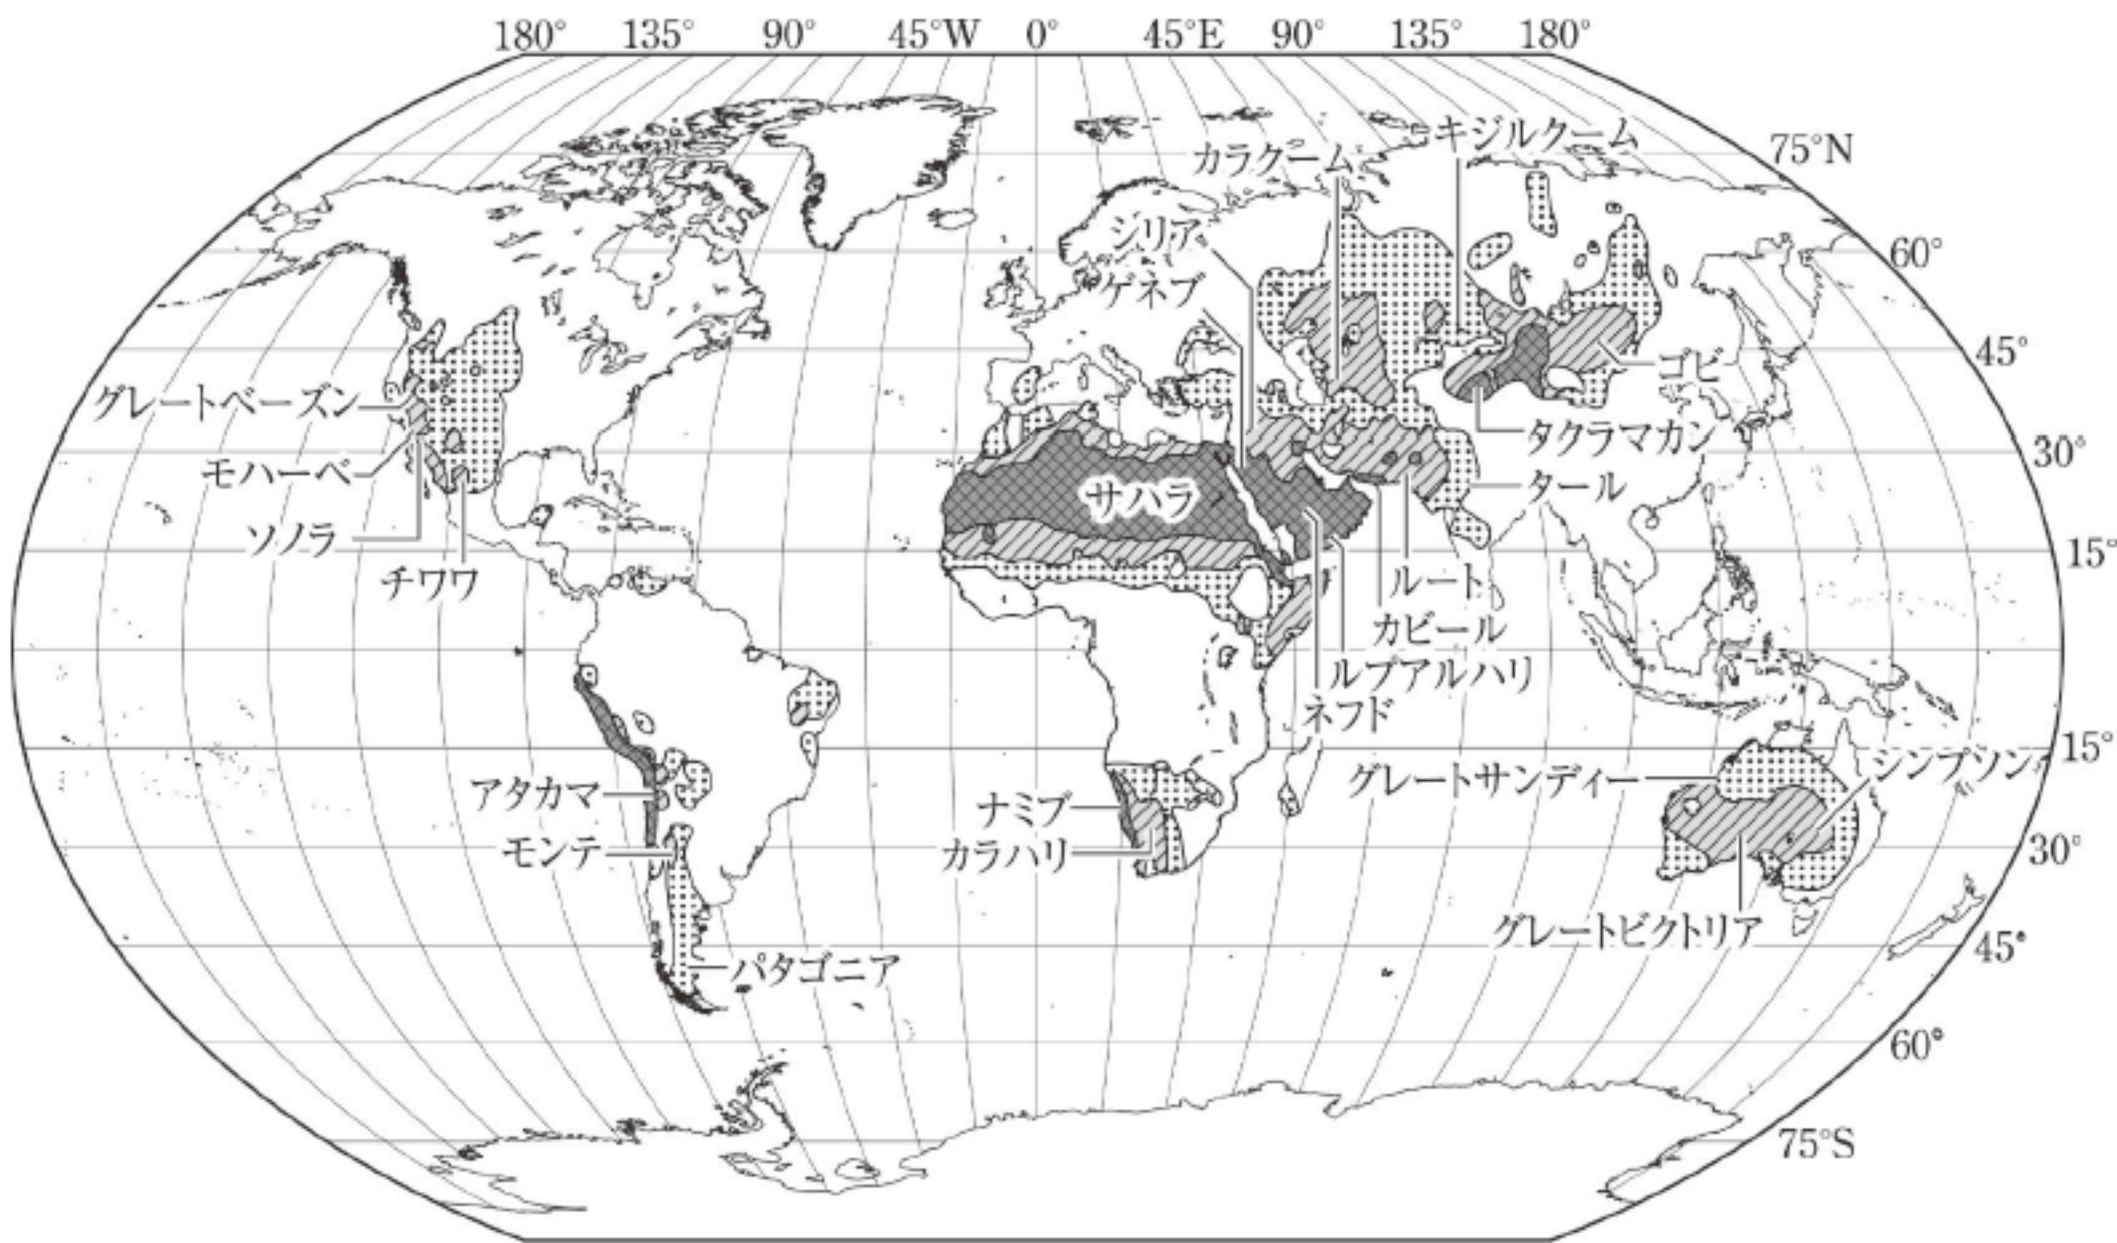 180° 135° 90° 45°W 0° 45°E 90° 135° 180°
75°N
キジルクーム
カラクーム
シリア
ゲネブ
60°
45°
ゴビ
グレートベーズン
タクラマカン
30°
モハーベ
タール
サハラ
ソノラ
15°
チワワ
ルート
カビール
ルブアルハリ
ネフド
15°
シンプソン
グレートサンディー
アタカマ
ナミブ
モンテ
カラハリ
30°
グレートビクトリア
45°
パタゴニア
60°
75°S